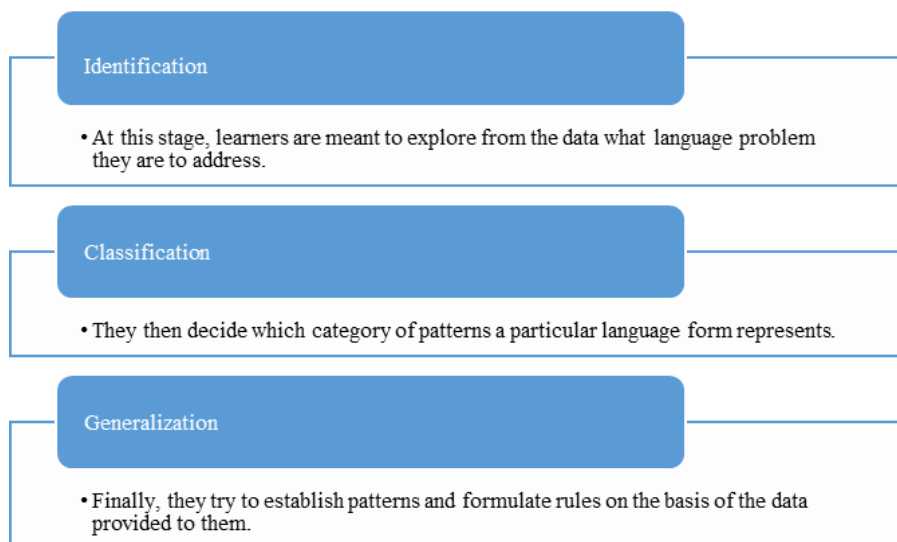 Identification
• At this stage, learners are meant to explore from the data what language problem
they are to address.
Classification
• They then decide which category of patterns a particular language form represents.
Generalization
• Finally, they try to establish patterns and formulate rules on the basis of the data
provided to them.